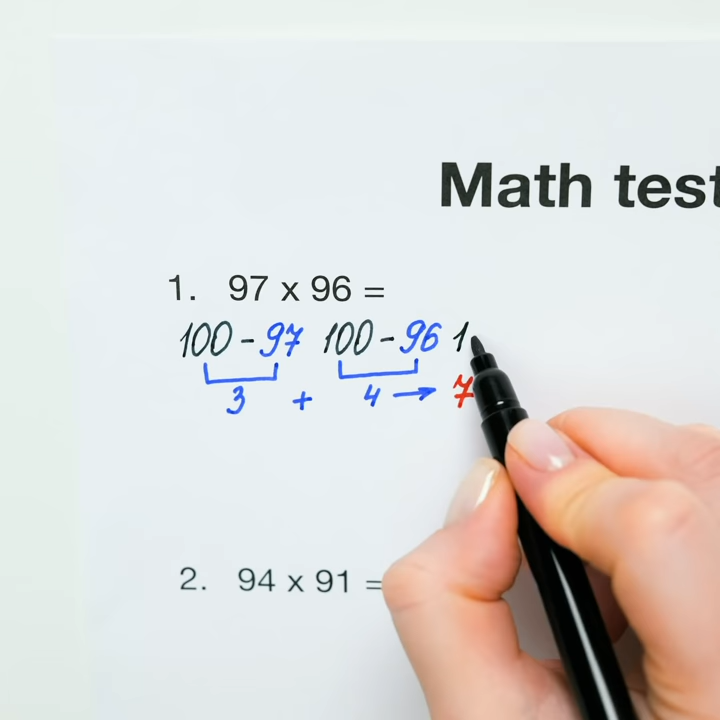 Math test
1. 97 x 96 =
100 - 97 100 - 96 1
3 + 4 → 7
2. 94 x 91 =